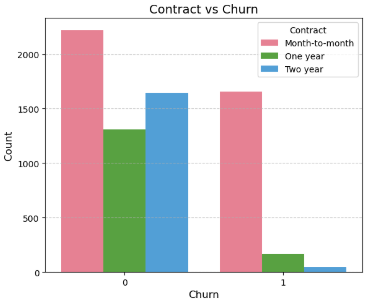 Contract vs Churn
Contract
Month-to-month
One year
Two year
2000
1500
1000
500
0
Count
0 1
Churn